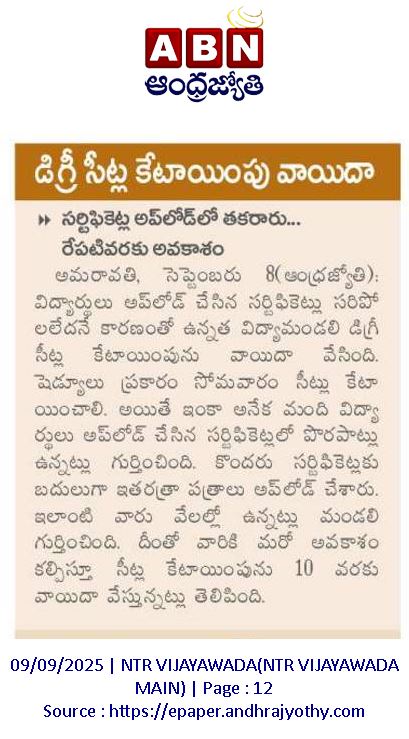 ABN
ఆంధ్రజ్యోతి
డిగ్రీ సీట్ల కేటాయింపు వాయిదా
సర్టిఫికెట్ల అప్‌లోడ్‌లో తకరారు...
రేపటివరకు అవకాశం
అమరావతి, సెప్టెంబరు 8(ఆంధ్రజ్యోతి):
విద్యార్థులు అప్‌లోడ్ చేసిన సర్టిఫికెట్లు సరిపో
లలేదనే కారణంతో ఉన్నత విద్యామండలి డిగ్రీ
సీట్ల కేటాయింపును వాయిదా వేసింది.
షెడ్యూలు ప్రకారం సోమవారం సీట్లు కేటా
యించాలి. అయితే ఇంకా అనేక మంది విద్యా
ర్థులు అప్‌లోడ్ చేసిన సర్టిఫికెట్లలో పొరపాట్లు
ఉన్నట్లు గుర్తించింది. కొందరు సర్టిఫికెట్లకు
బదులుగా ఇతరత్రా పత్రాలు అప్‌లోడ్ చేశారు.
ఇలాంటి వారు వేలల్లో ఉన్నట్లు మండలి
గుర్తించింది. దీంతో వారికి మరో అవకాశం
కల్పిస్తూ సీట్ల కేటాయింపును 10 వరకు
వాయిదా వేస్తున్నట్లు తెలిపింది.
09/09/2025 | NTR VIJAYAWADA(NTR VIJAYAWADA
MAIN) | Page : 12
Source : https://epaper.andhrajyothy.com